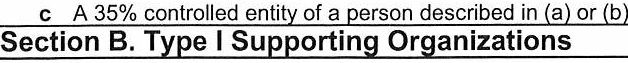 c A 35% controlled entity of a person described in (a) or (b)
Section B. Type I Supporting Organizations